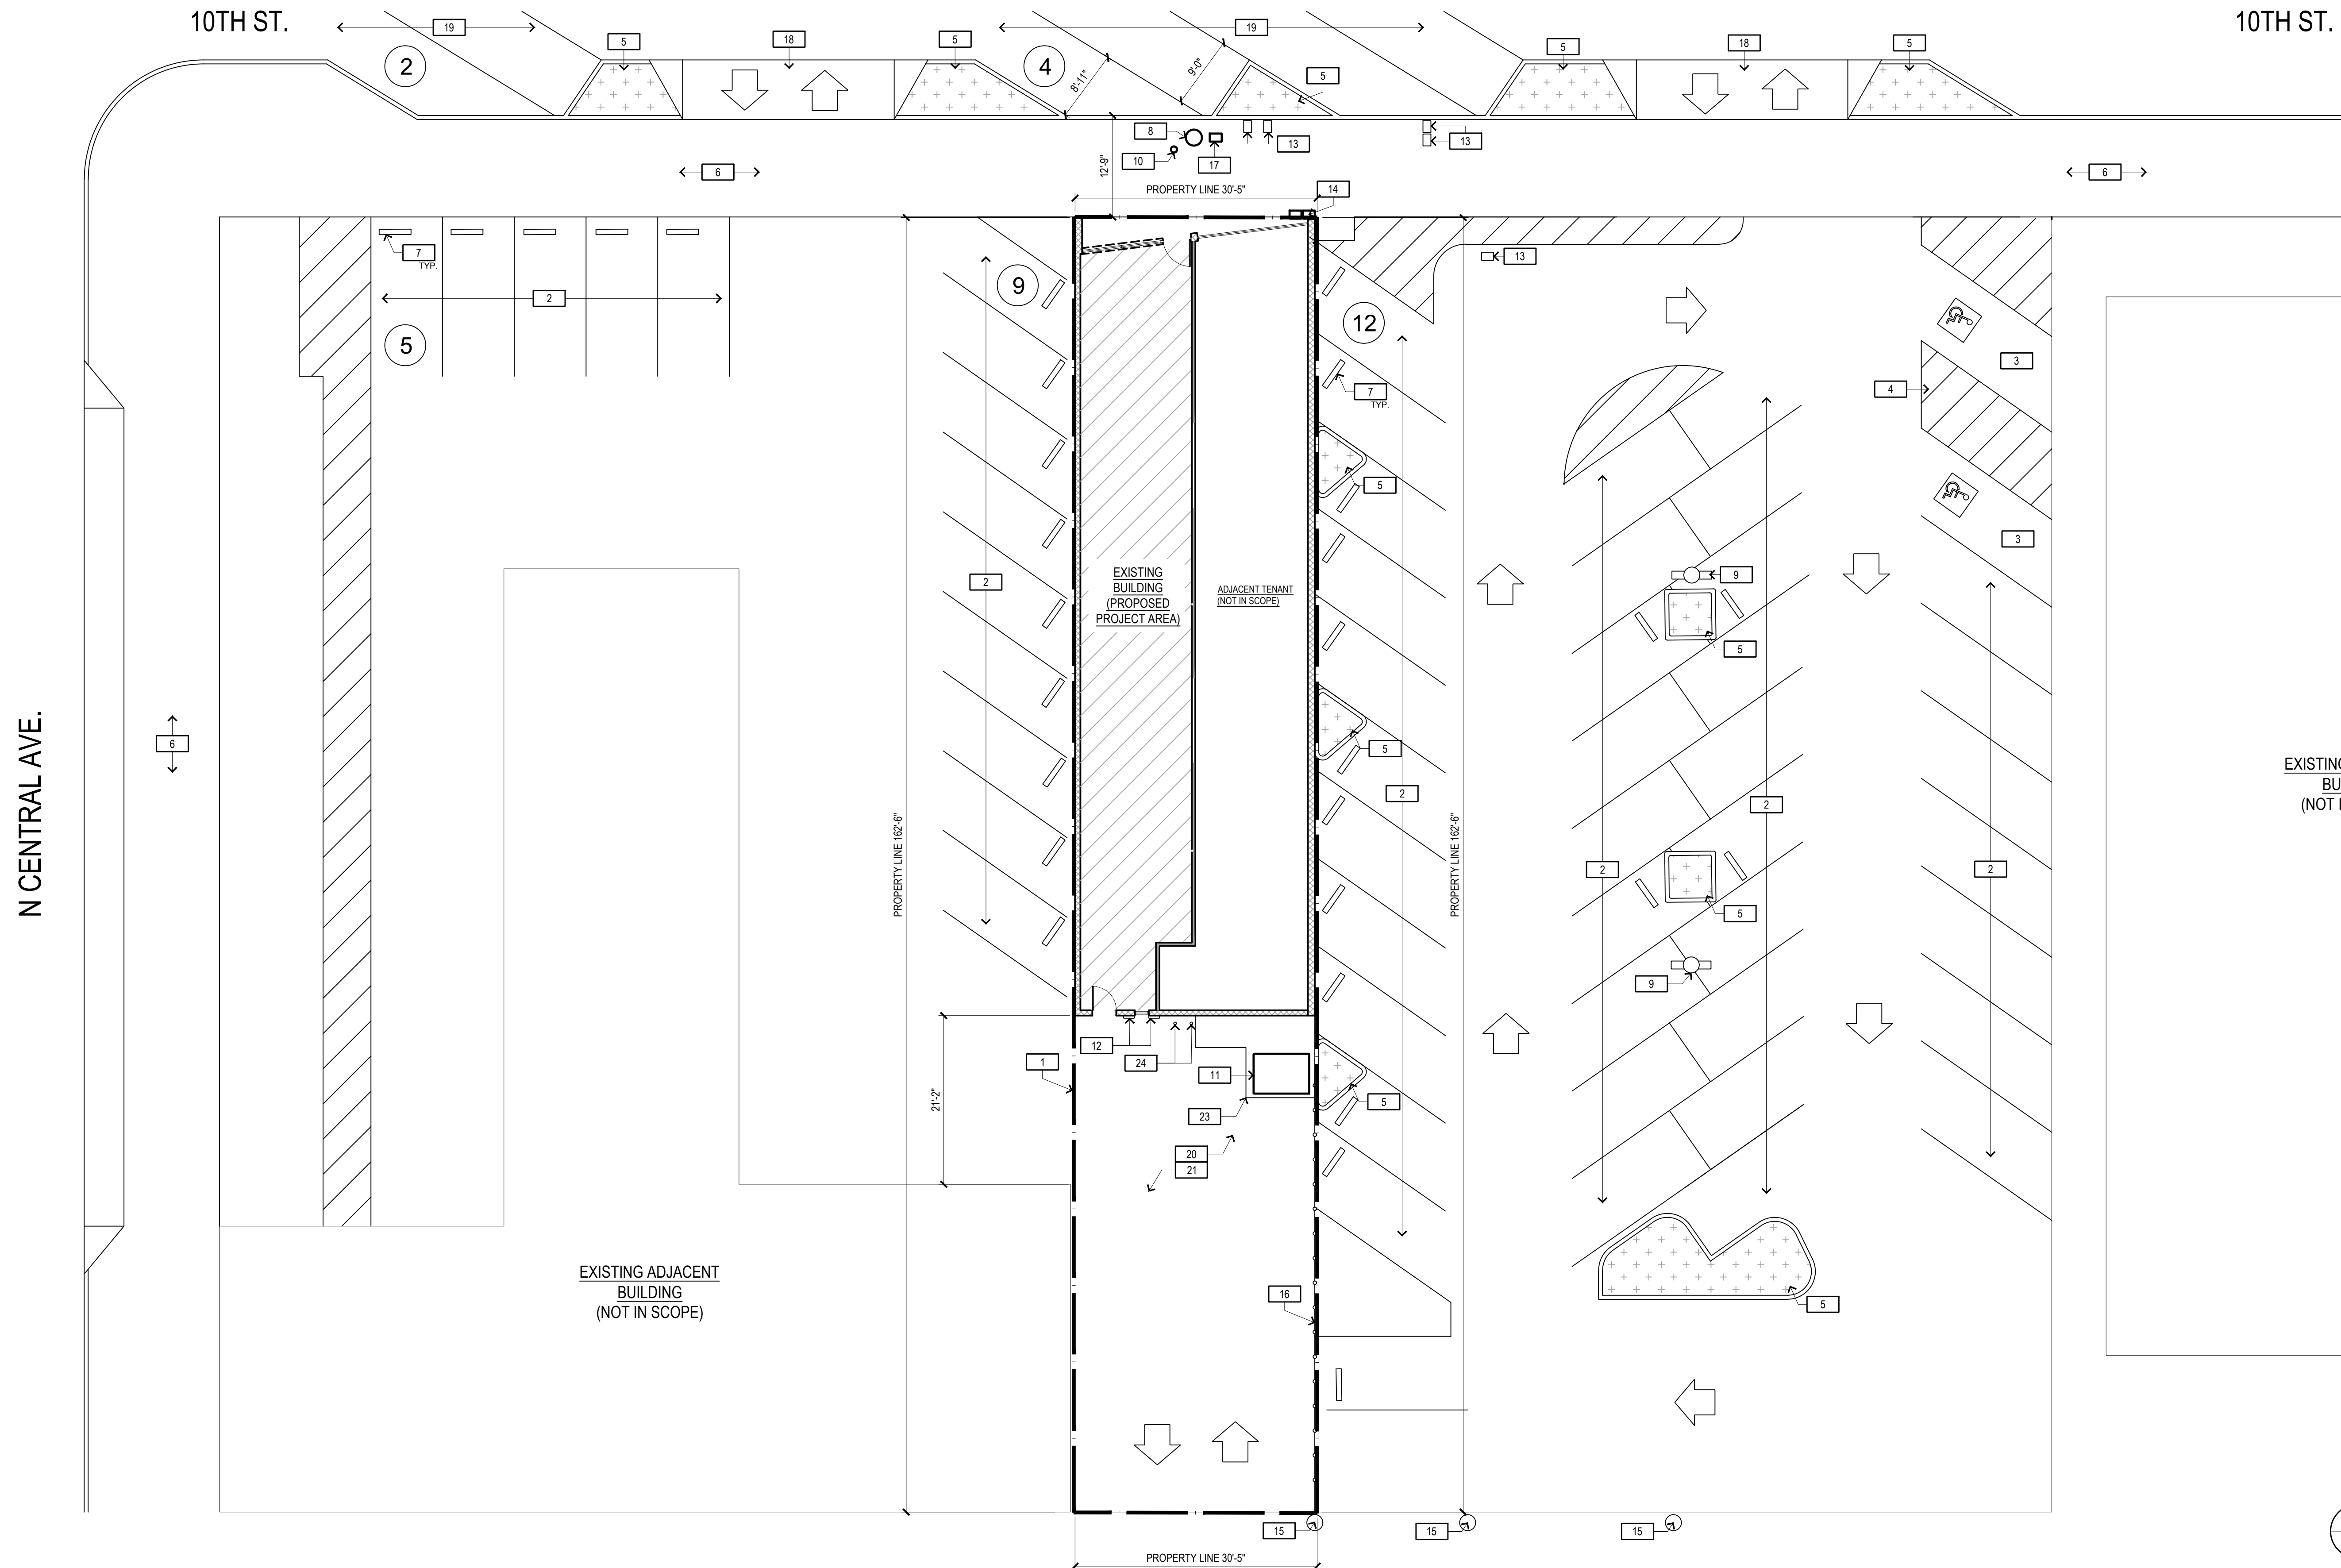 10TH ST.
10TH ST.
19
19
5
18
5
5
18
5
2
4
8'-11"
9'-0"
5
8
10
17
13
13
12'-9"
6
6
PROPERTY LINE 30'-5"
14
7
TYP.
2
5
9
12
13
3
4
7
TYP.
5
3
EXISTING
BUILDING
(PROPOSED
PROJECT AREA)
ADJACENT TENANT
(NOT IN SCOPE)
2
9
5
N CENTRAL AVE.
6
5
2
2
PROPERTY LINE 162'-6"
PROPERTY LINE 162'-6"
2
2
5
9
12
24
1
11
23
21'-2"
5
20
21
EXISTING ADJACENT
BUILDING
(NOT IN SCOPE)
16
5
EXISTING
BU
(NOT
15
15
15
PROPERTY LINE 30'-5"